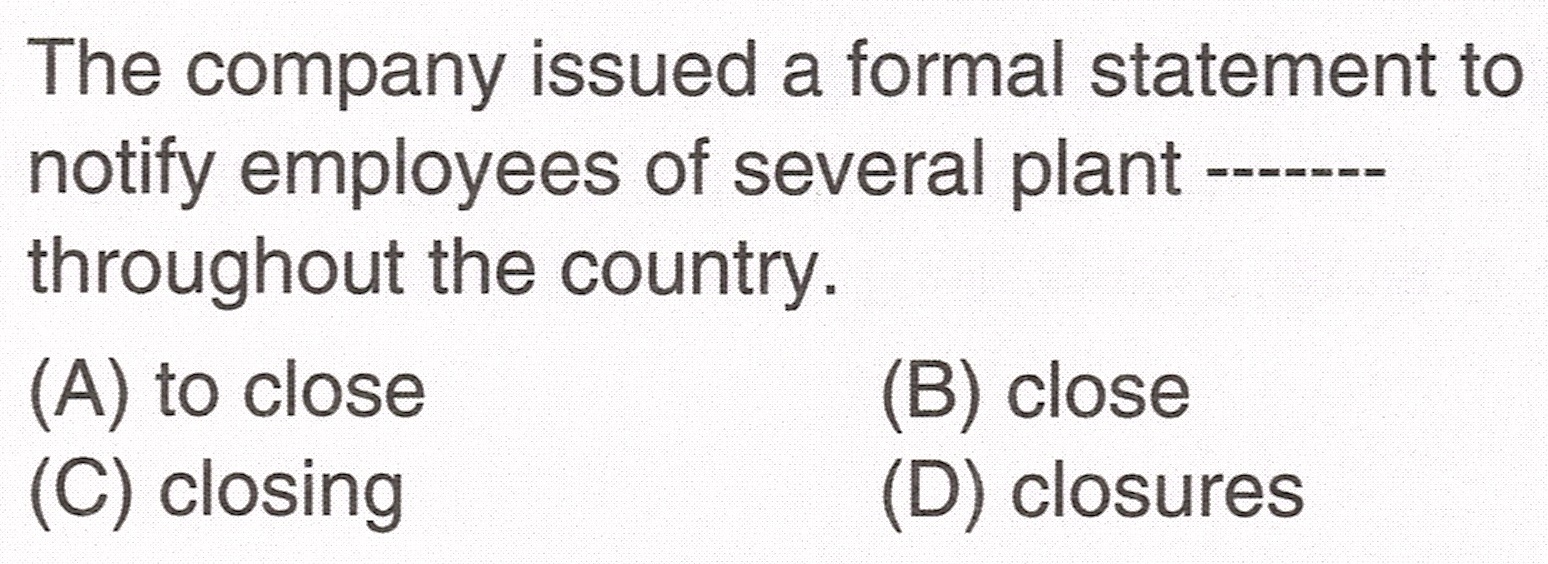 The company issued a formal statement to
notify employees of several plant -------
throughout the country.
(A) to close (B) close
(C) closing (D) closures